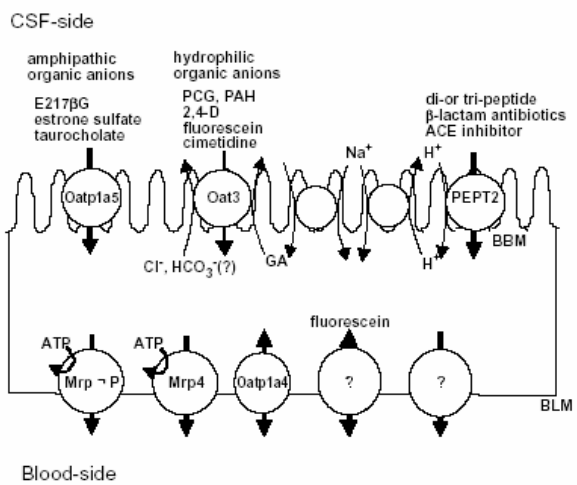 CSF-side
amphipathic
organic anions
E217βG
estrone sulfate
taurocholate
hydrophilic
organic anions
PCG, PAH
2,4-D
fluorescein
cimetidine
di-or tri-peptide
β-lactam antibiotics
ACE inhibitor
Na⁺
H⁺
Oatp1a5
Oat3
PEPT2
BBM
Cl⁻, HCO₃⁻(?)
GA
H⁺
fluorescein
ATP
ATP
Mrp ¬ P
Mrp4
Oatp1a4
?
?
BLM
Blood-side